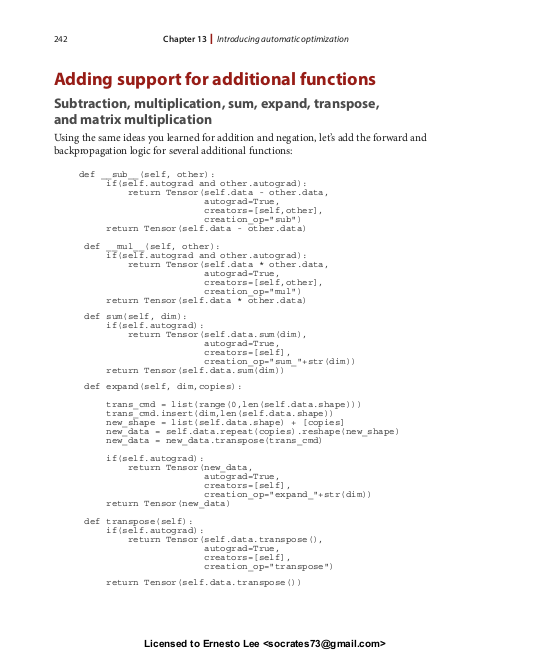 242 Chapter 13 | Introducing automatic optimization
Adding support for additional functions
Subtraction, multiplication, sum, expand, transpose,
and matrix multiplication
Using the same ideas you learned for addition and negation, let's add the forward and
backpropagation logic for several additional functions:
def __sub__(self, other):
if(self.autograd and other.autograd):
return Tensor(self.data - other.data,
autograd=True,
creators=[self,other],
creation_op="sub")
return Tensor(self.data - other.data)
def __mul__(self, other):
if(self.autograd and other.autograd):
return Tensor(self.data * other.data,
autograd=True,
creators=[self,other],
creation_op="mul")
return Tensor(self.data * other.data)
def sum(self, dim):
if(self.autograd):
return Tensor(self.data.sum(dim),
autograd=True,
creators=[self],
creation_op="sum_"+str(dim))
return Tensor(self.data.sum(dim))
def expand(self, dim,copies):
trans_cmd = list(range(0,len(self.data.shape)))
trans_cmd.insert(dim,len(self.data.shape))
new_shape = list(self.data.shape) + [copies]
new_data = self.data.repeat(copies).reshape(new_shape)
new_data = new_data.transpose(trans_cmd)
if(self.autograd):
return Tensor(new_data,
autograd=True,
creators=[self],
creation_op="expand_"+str(dim))
return Tensor(new_data)
def transpose(self):
if(self.autograd):
return Tensor(self.data.transpose(),
autograd=True,
creators=[self],
creation_op="transpose")
return Tensor(self.data.transpose())
Licensed to Ernesto Lee <socrates73@gmail.com>